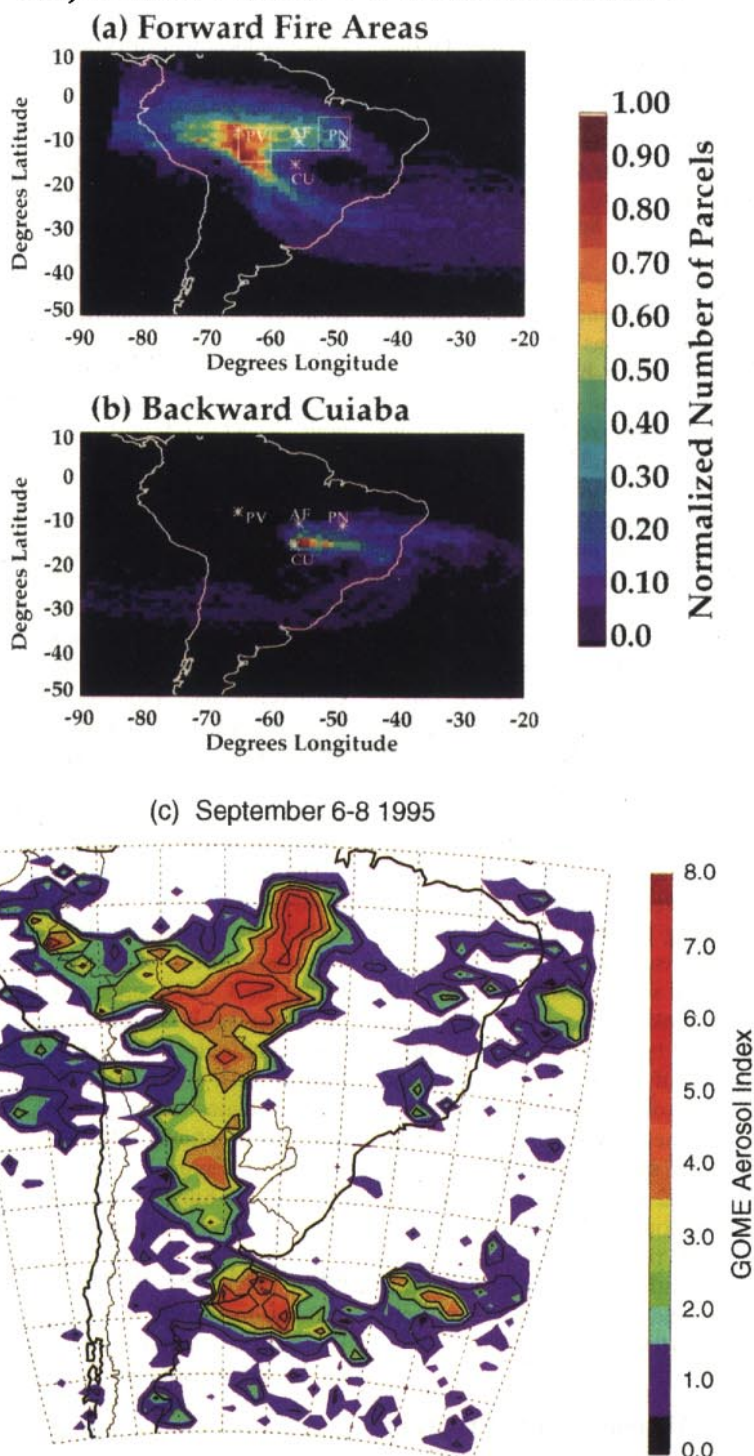 (a) Forward Fire Areas
10
0
-10
-20
-30
-40
-50
Degrees Latitude
PV
AF
PN
CU
-90 -80 -70 -60 -50 -40 -30 -20
Degrees Longitude
(b) Backward Cuiaba
10
0
-10
-20
-30
-40
-50
Degrees Latitude
PV
AF
PN
CU
-90 -80 -70 -60 -50 -40 -30 -20
Degrees Longitude
1.00
0.90
0.80
0.70
0.60
0.50
0.40
0.30
0.20
0.10
0.0
Normalized Number of Parcels
(c) September 6-8 1995
8.0
7.0
6.0
5.0
4.0
3.0
2.0
1.0
0.0
GOME Aerosol Index